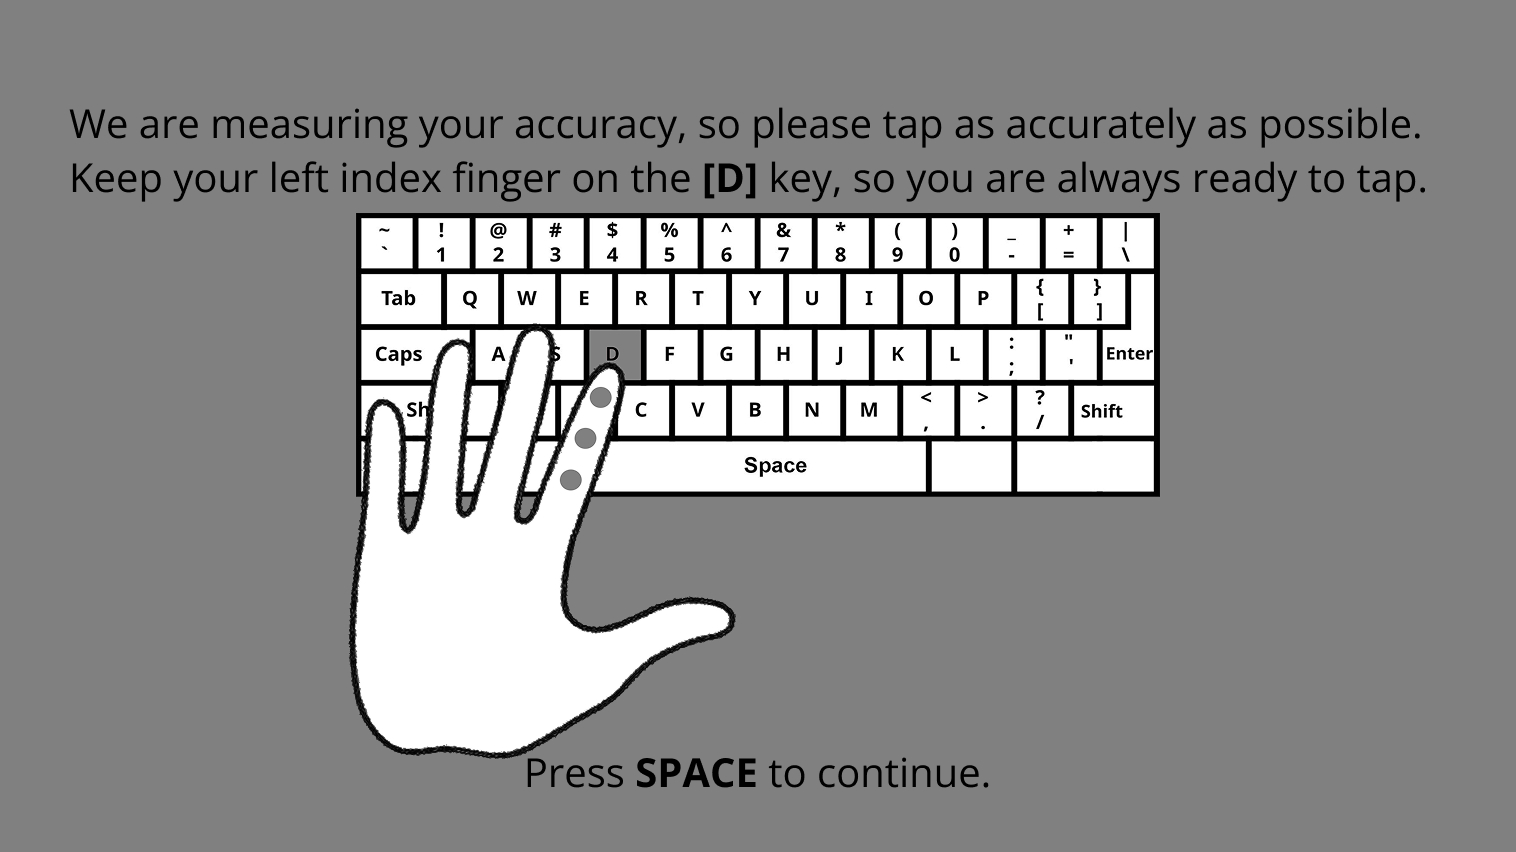 We are measuring your accuracy, so please tap as accurately as possible.
Keep your left index finger on the [D] key, so you are always ready to tap.
~ ! @ # $ % ^ & * ( ) _ + |
` 1 2 3 4 5 6 7 8 9 0 - = \
Tab Q W E R T Y U I O P { [ } ]
Caps A S D F G H J K L : ; " ' Enter
C V B N M < , > . ? / Shift
Space
Press SPACE to continue.